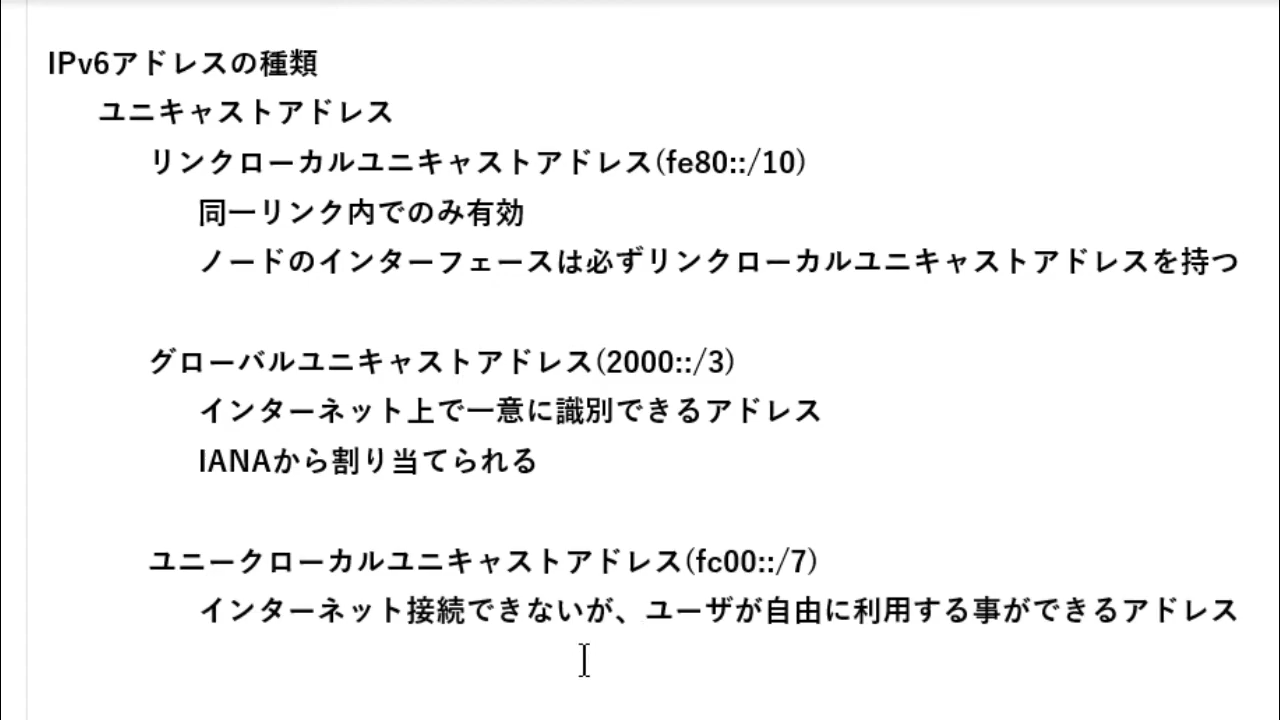 IPv6アドレスの種類
ユニキャストアドレス
リンクローカルユニキャストアドレス(fe80::/10)
同一リンク内でのみ有効
ノードのインターフェースは必ずリンクローカルユニキャストアドレスを持つ
グローバルユニキャストアドレス(2000::/3)
インターネット上で一意に識別できるアドレス
IANAから割り当てられる
ユニークローカルユニキャストアドレス(fc00::/7)
インターネット接続できないが、ユーザが自由に利用する事ができるアドレス